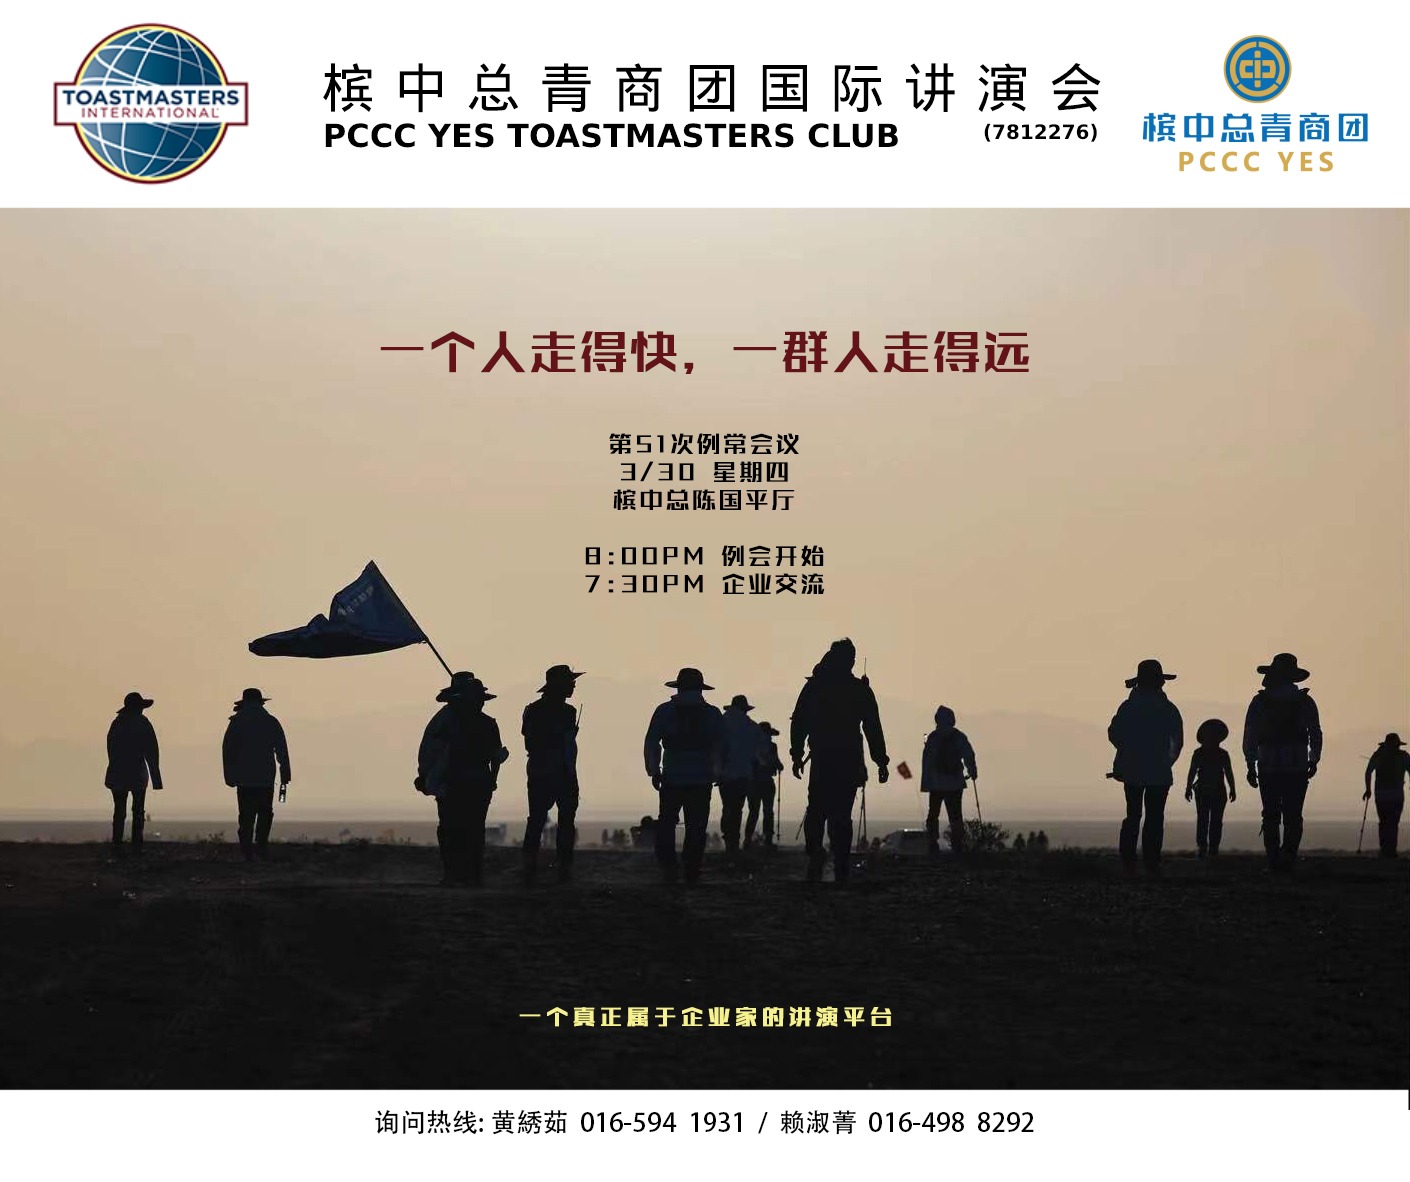 TOASTMASTERS
INTERNATIONAL
槟中总青商团国际讲演会
PCCC YES TOASTMASTERS CLUB (7812276)
槟中总青商团
PCCC YES
一个人走得快，一群人走得远
第51次例常会议
3/30 星期四
槟中总陈国平厅
8:00PM 例会开始
7:30PM 企业交流
一个真正属于企业家的讲演平台
询问热线: 黄綉茹 016-594 1931 / 赖淑菁 016-498 8292